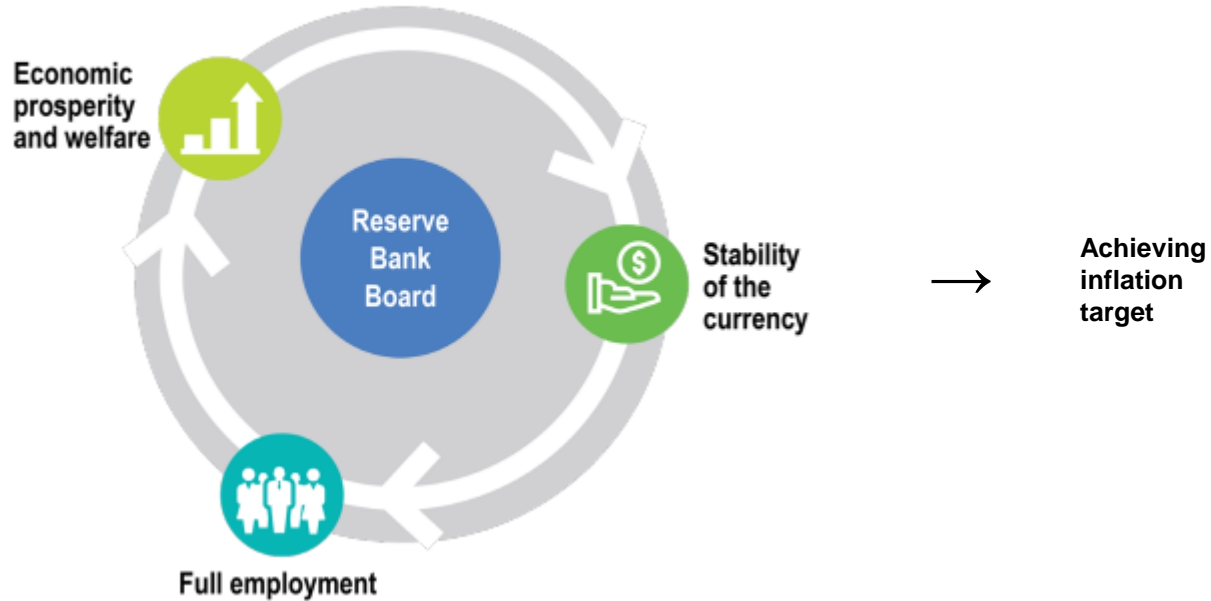 Economic
prosperity
and welfare
Reserve
Bank
Board
$
Stability
of the
currency
→
Achieving
inflation
target
Full employment